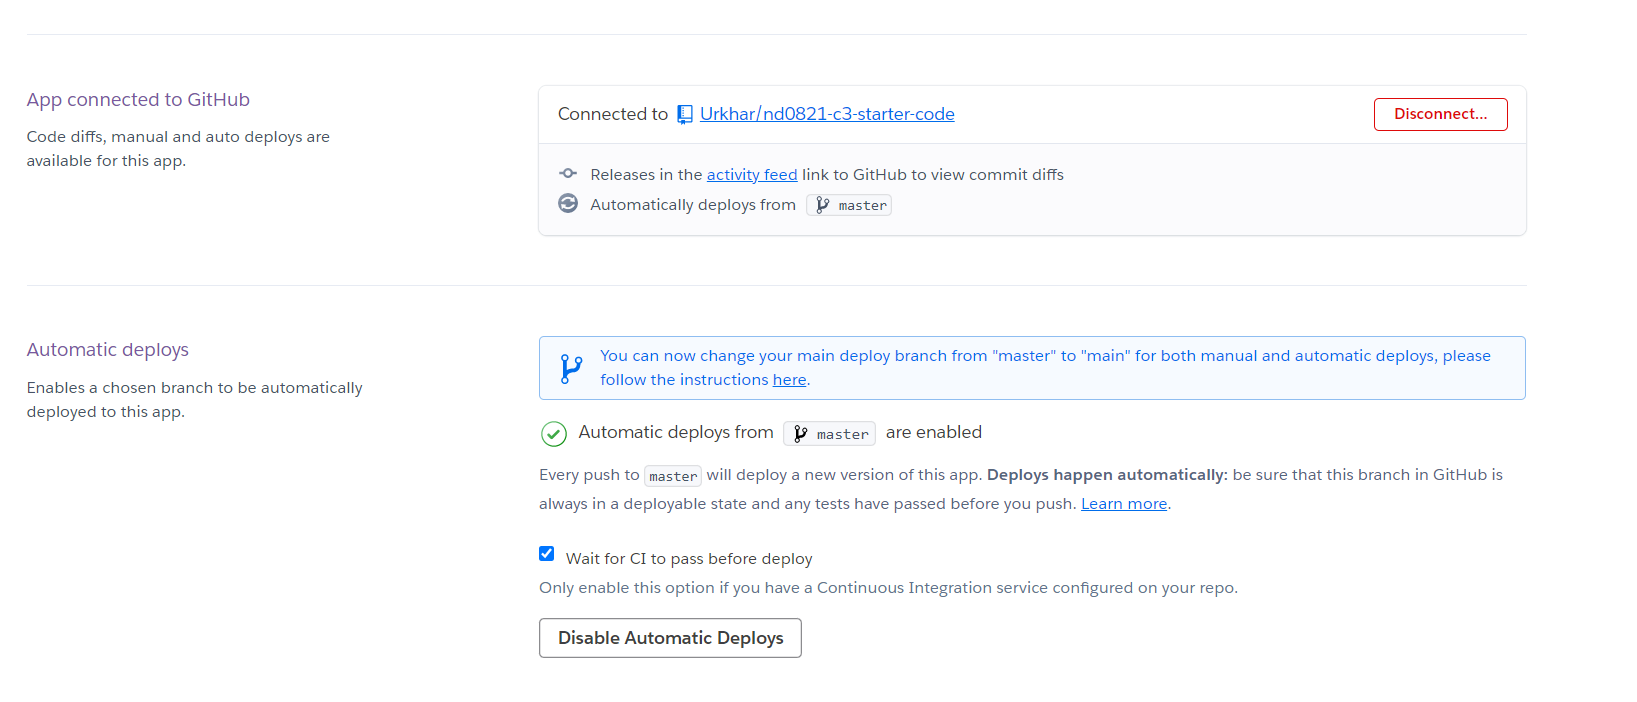 App connected to GitHub
Code diffs, manual and auto deploys are
available for this app.
Connected to Urkhar/nd0821-c3-starter-code
Disconnect...
Releases in the activity feed link to GitHub to view commit diffs
Automatically deploys from master
Automatic deploys
Enables a chosen branch to be automatically
deployed to this app.
You can now change your main deploy branch from "master" to "main" for both manual and automatic deploys, please
follow the instructions here.
Automatic deploys from master are enabled
Every push to master will deploy a new version of this app. Deploys happen automatically: be sure that this branch in GitHub is
always in a deployable state and any tests have passed before you push. Learn more.
Wait for CI to pass before deploy
Only enable this option if you have a Continuous Integration service configured on your repo.
Disable Automatic Deploys